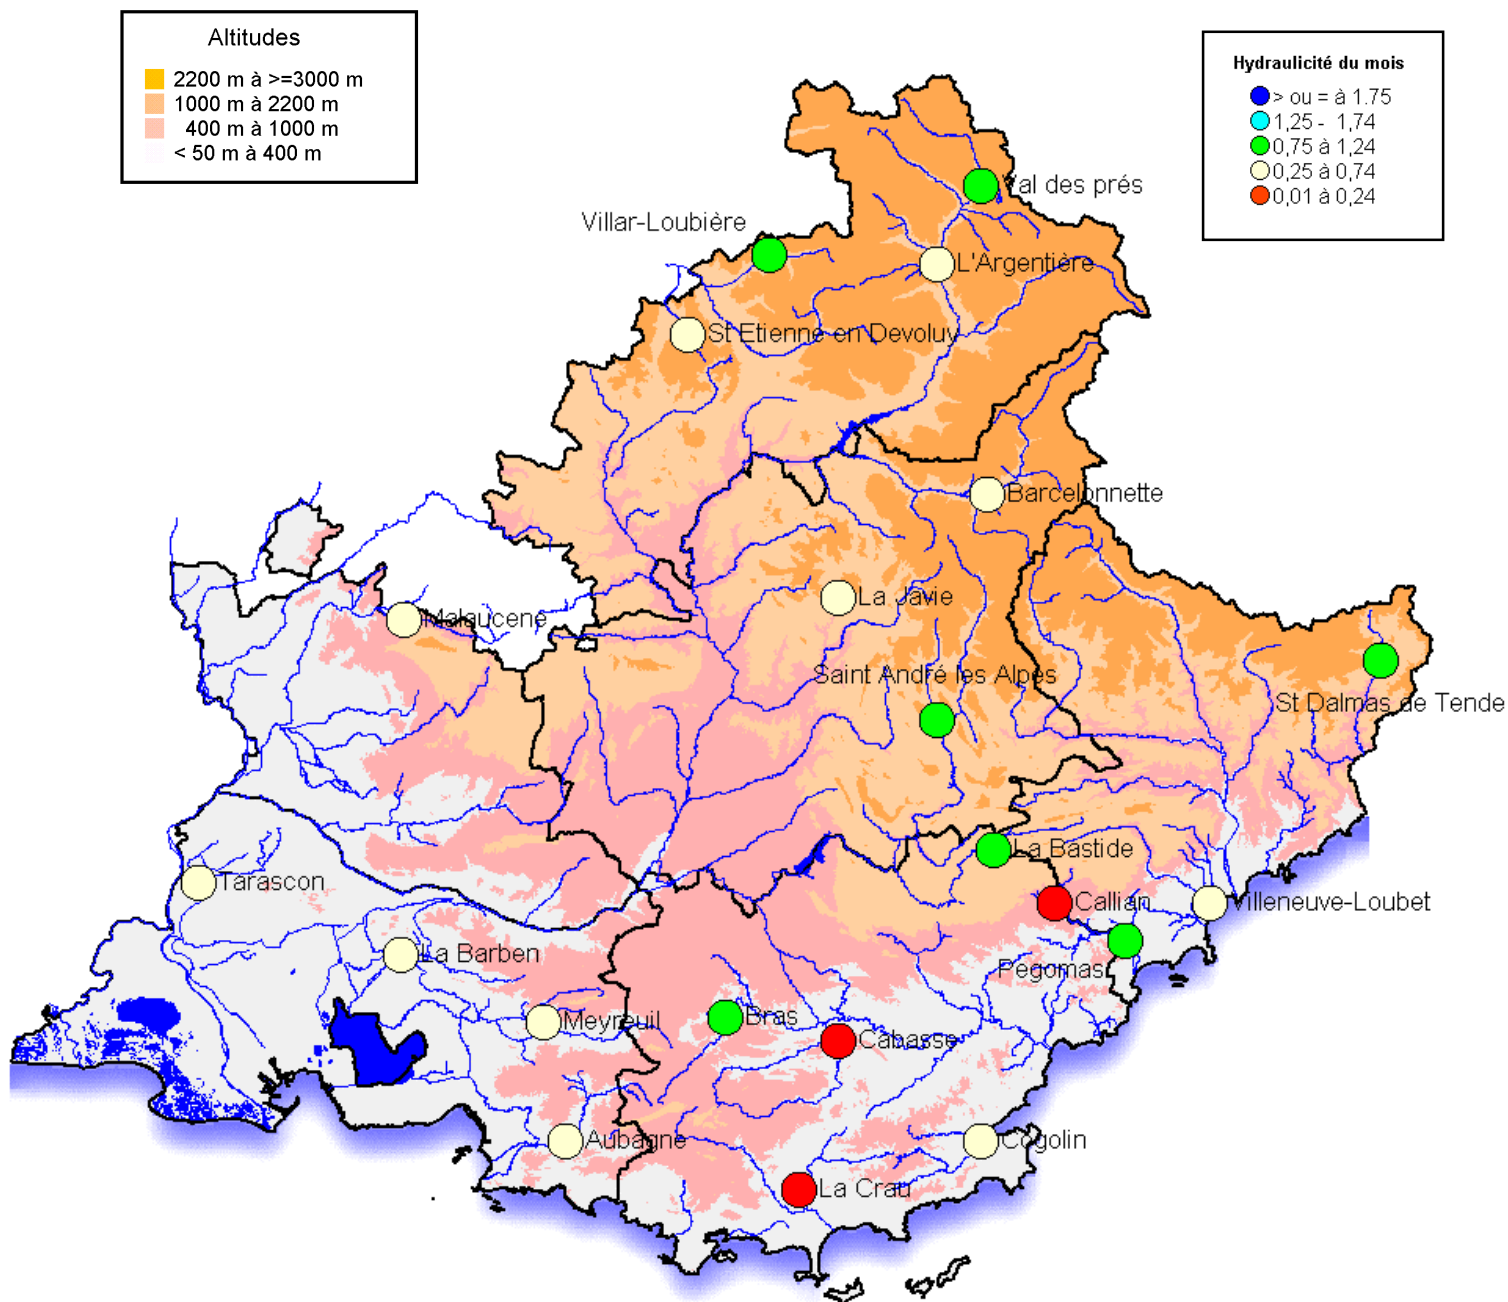 Altitudes
2200 m à >=3000 m
1000 m à 2200 m
400 m à 1000 m
< 50 m à 400 m
Hydraulicité du mois
> ou = à 1.75
1,25 - 1,74
0,75 à 1,24
0,25 à 0,74
0,01 à 0,24
Val des prés
Villar-Loubière
L'Argentière
St Etienne en Devoluy
Barcelonnette
La Javie
Malaucene
Saint André les Alpes
St Dalmas de Tende
La Bastide
Tarascon
Callian
Villeneuve-Loubet
La Barben
Pegomas
Meyreuil
Bras
Cabasse
Aubagne
Cogolin
La Crau